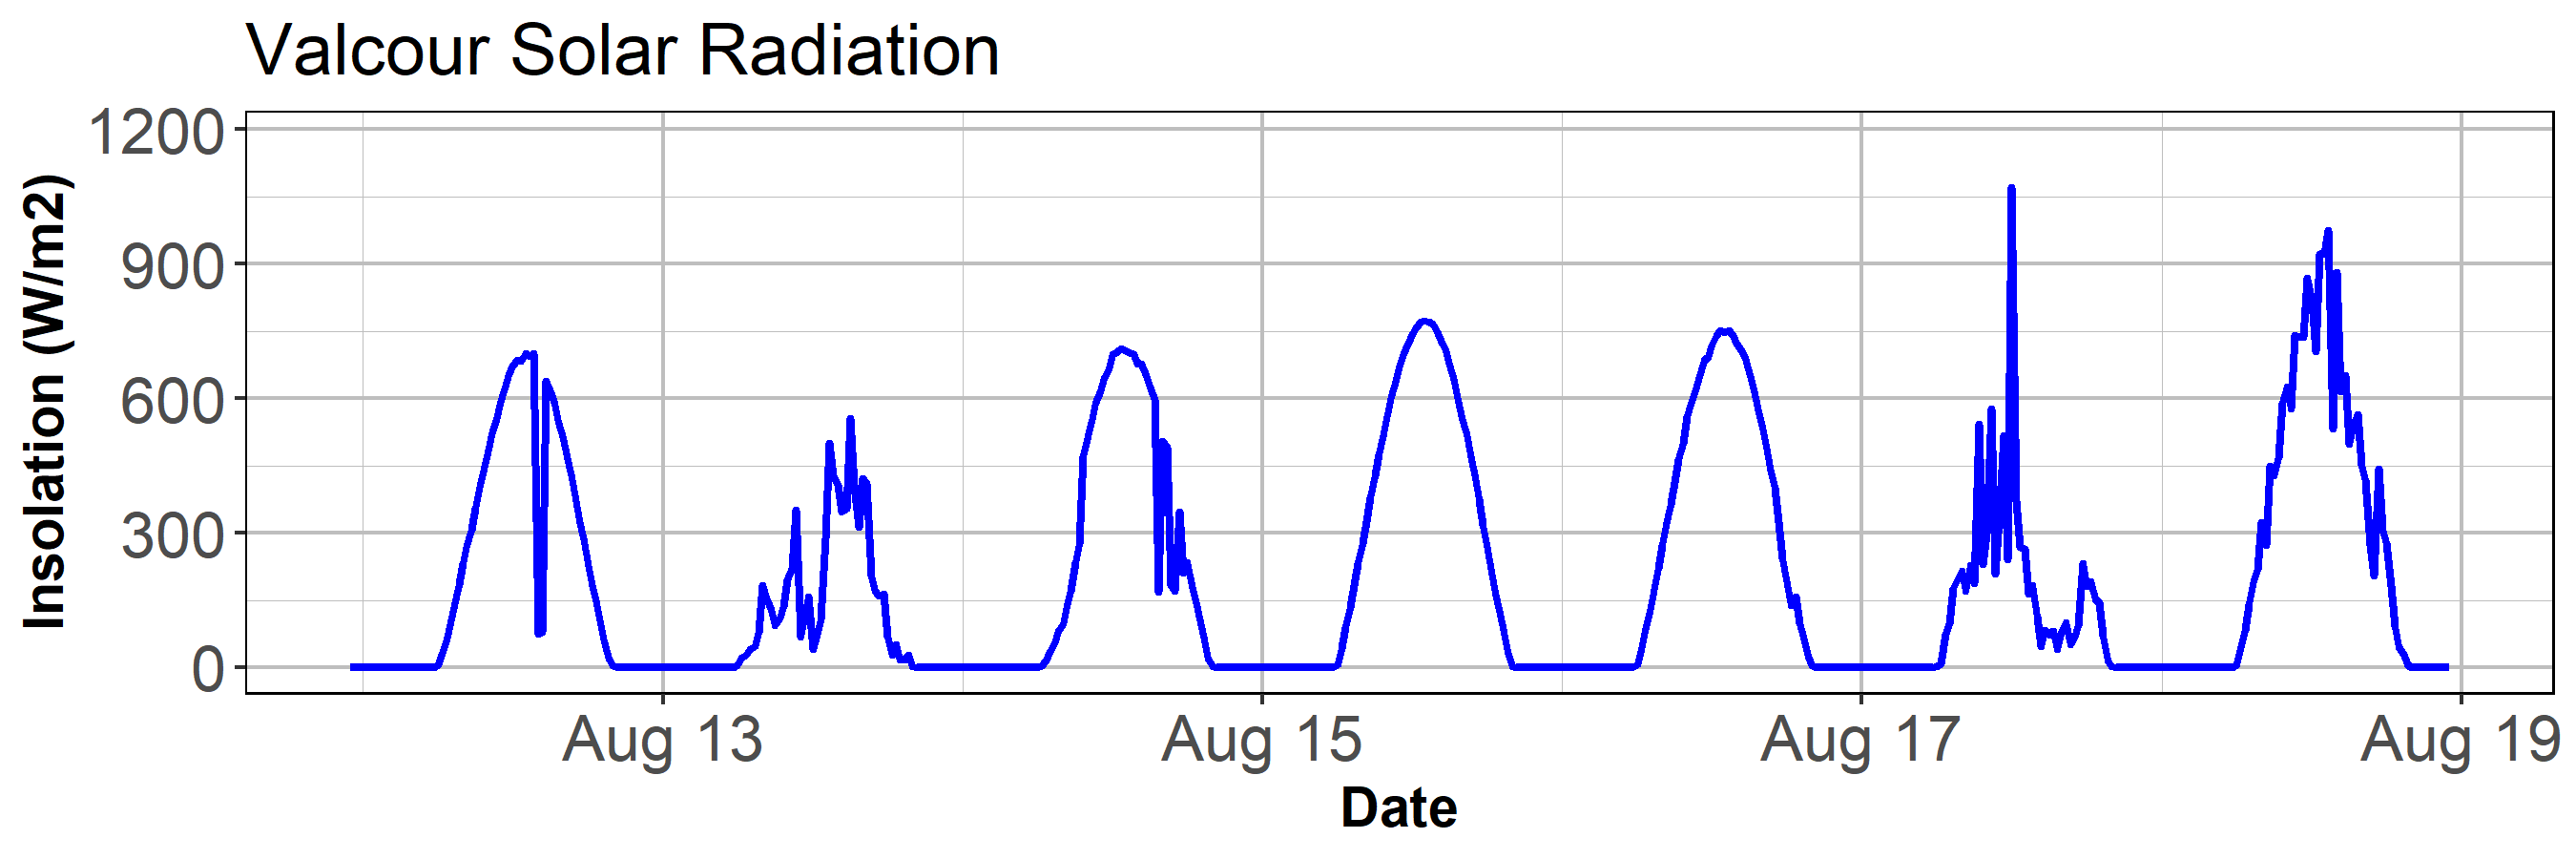 Valcour Solar Radiation
Insolation (W/m2)
1200
900
600
300
0
Aug 13
Aug 15
Aug 17
Aug 19
Date